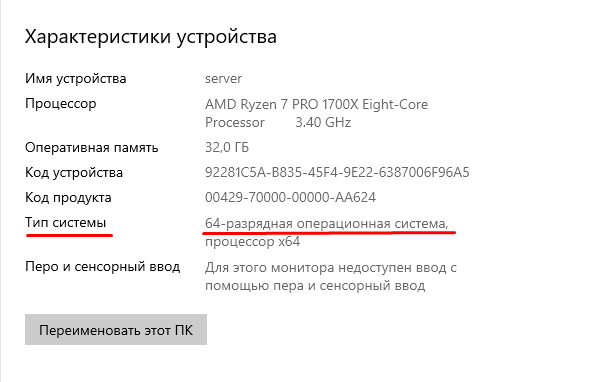 Характеристики устройства
Имя устройства server
Процессор AMD Ryzen 7 PRO 1700X Eight-Core
Processor 3.40 GHz
Оперативная память 32,0 ГБ
Код устройства 92281C5A-B835-45F4-9E22-6387006F96A5
Код продукта 00429-70000-00000-AA624
Тип системы 64-разрядная операционная система,
процессор x64
Перо и сенсорный ввод Для этого монитора недоступен ввод с
помощью пера и сенсорный ввод
Переименовать этот ПК